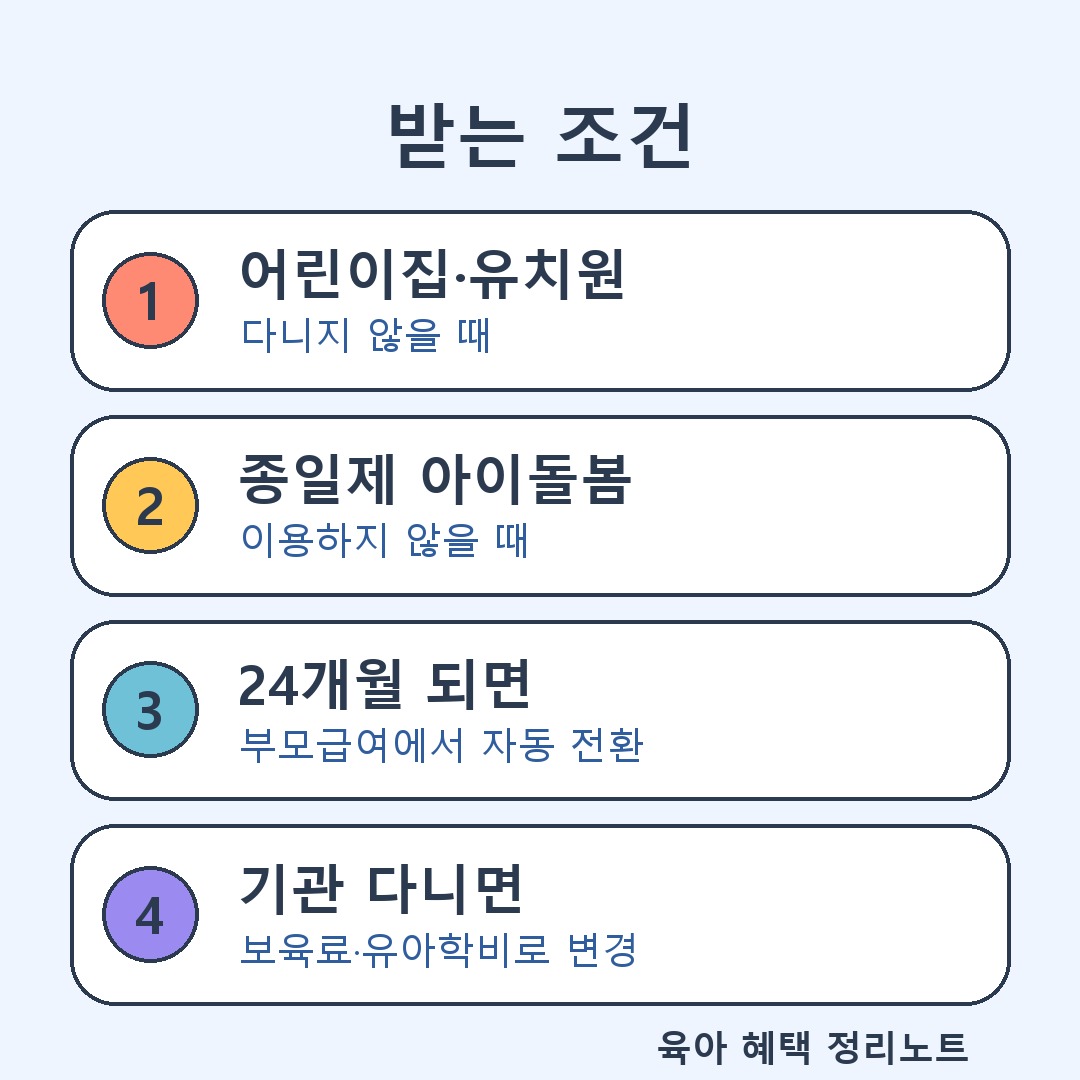 받는 조건
1
어린이집·유치원
다니지 않을 때
2
종일제 아이돌봄
이용하지 않을 때
3
24개월 되면
부모급여에서 자동 전환
4
기관 다니면
보육료·유아학비로 변경
육아 혜택 정리노트